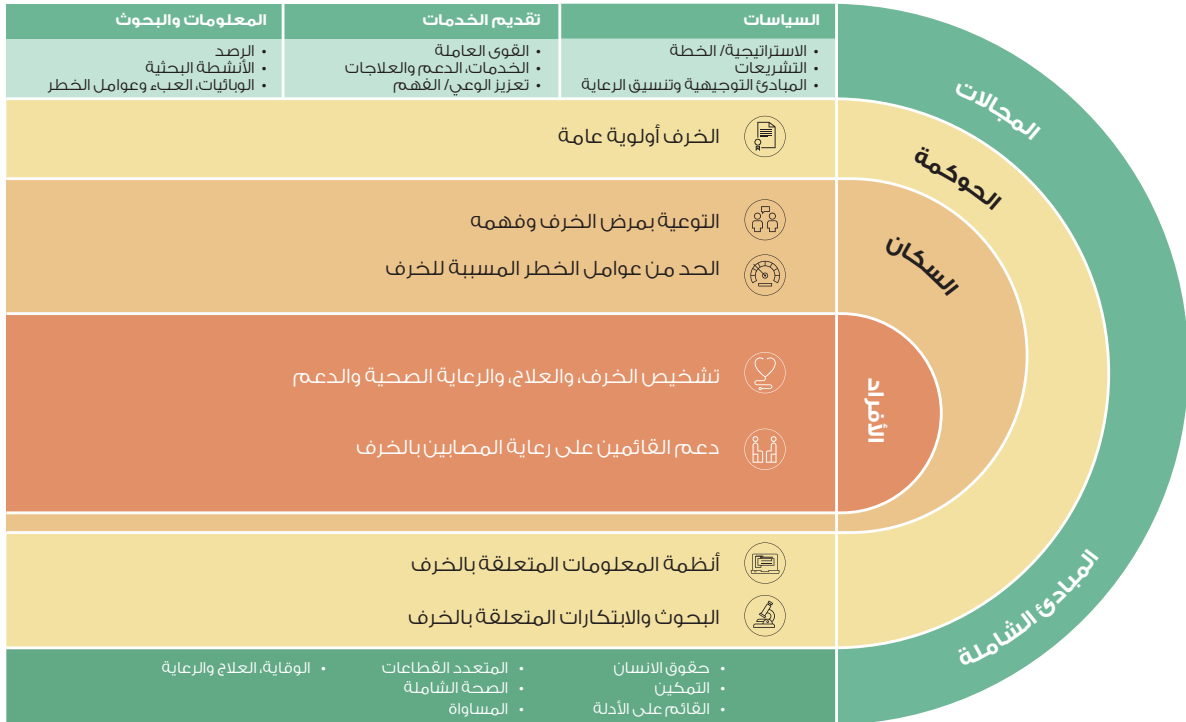 السياسات
تقديم الخدمات
المعلومات والبحوث
• الاستراتيجية/ الخطة
• التشريعات
• المبادئ التوجيهية وتنسيق الرعاية
• القوى العاملة
• الخدمات، الدعم والعلاجات
• تعزيز الوعي/ الفهم
• الرصد
• الأنشطة البحثية
• الوبائيات، العبء وعوامل الخطر
المجالات
الحوكمة
السكان
الأفراد
المبادئ الشاملة
الخرف أولوية عامة
التوعية بمرض الخرف وفهمه
الحد من عوامل الخطر المسببة للخرف
تشخيص الخرف، والعلاج، والرعاية الصحية والدعم
دعم القائمين على رعاية المصابين بالخرف
أنظمة المعلومات المتعلقة بالخرف
البحوث والابتكارات المتعلقة بالخرف
• حقوق الانسان
• التمكين
• القائم على الأدلة
• المتعدد القطاعات
• الصحة الشاملة
• المساواة
• الوقاية، العلاج والرعاية